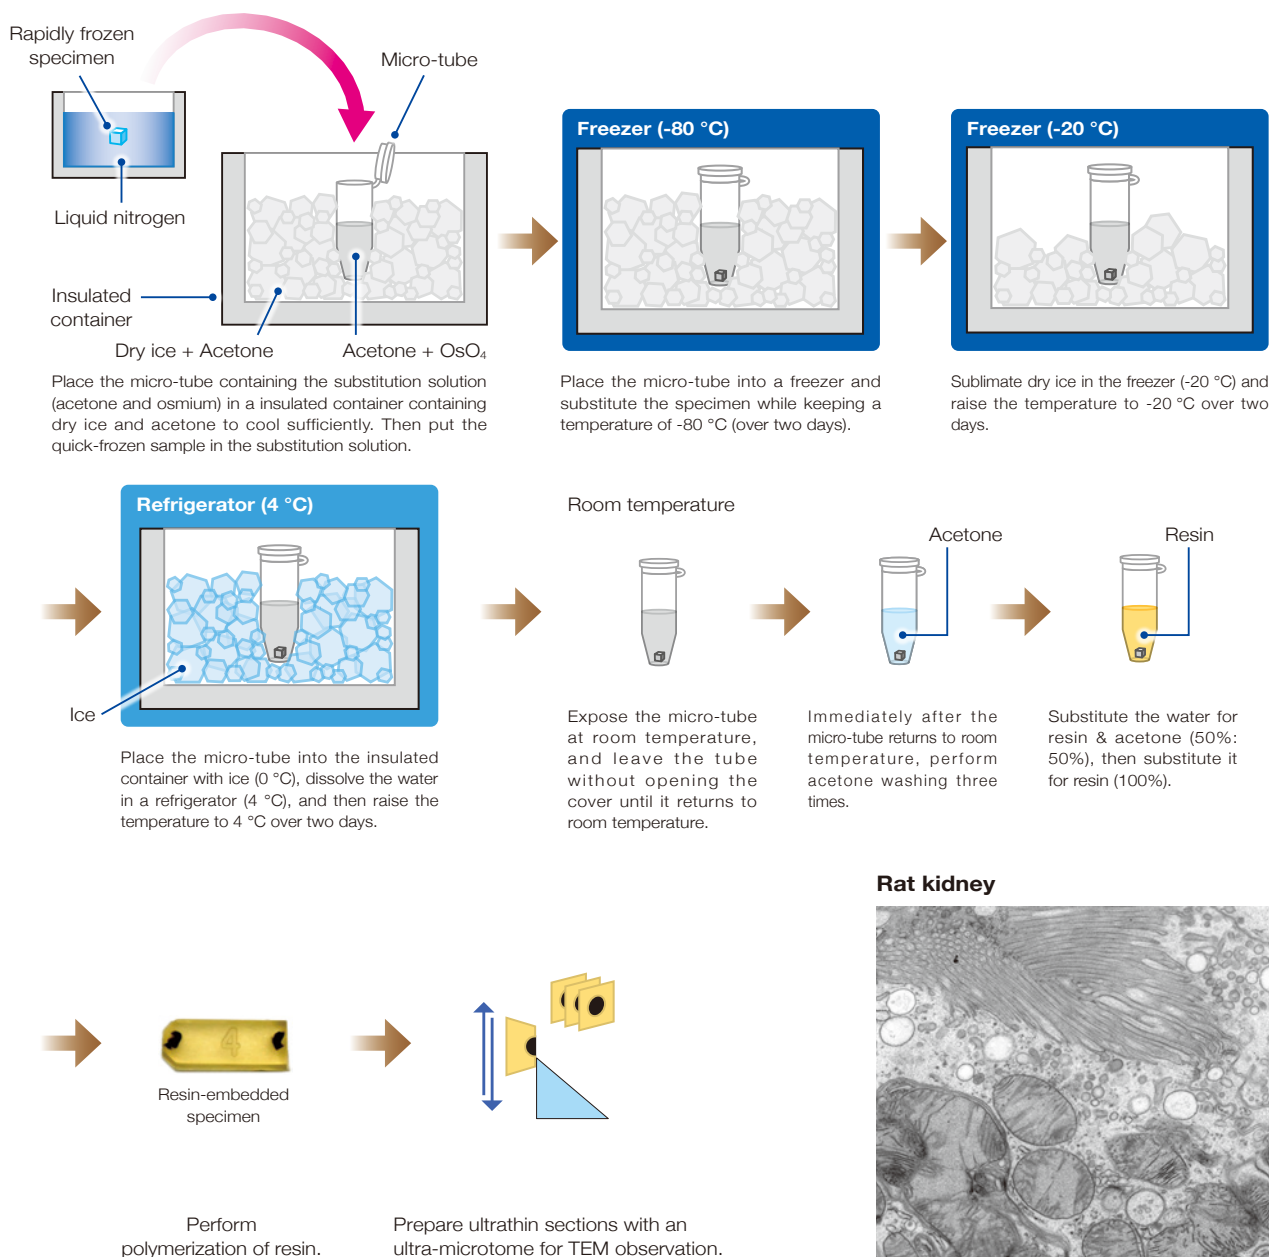 Rapidly frozen
specimen
Micro-tube
Liquid nitrogen
Insulated
container
Dry ice + Acetone
Acetone + OsO₄
Place the micro-tube containing the substitution solution
(acetone and osmium) in a insulated container containing
dry ice and acetone to cool sufficiently. Then put the
quick-frozen sample in the substitution solution.
Freezer (-80 °C)
Place the micro-tube into a freezer and
substitute the specimen while keeping a
temperature of -80 °C (over two days).
Freezer (-20 °C)
Sublimate dry ice in the freezer (-20 °C) and
raise the temperature to -20 °C over two
days.
Refrigerator (4 °C)
Ice
Place the micro-tube into the insulated
container with ice (0 °C), dissolve the water
in a refrigerator (4 °C), and then raise the
temperature to 4 °C over two days.
Room temperature
Expose the micro-tube
at room temperature,
and leave the tube
without opening the
cover until it returns to
room temperature.
Acetone
Immediately after the
micro-tube returns to room
temperature, perform
acetone washing three
times.
Resin
Substitute the water for
resin & acetone (50%:
50%), then substitute it
for resin (100%).
4
Resin-embedded
specimen
Perform
polymerization of resin.
Prepare ultrathin sections with an
ultra-microtome for TEM observation.
Rat kidney